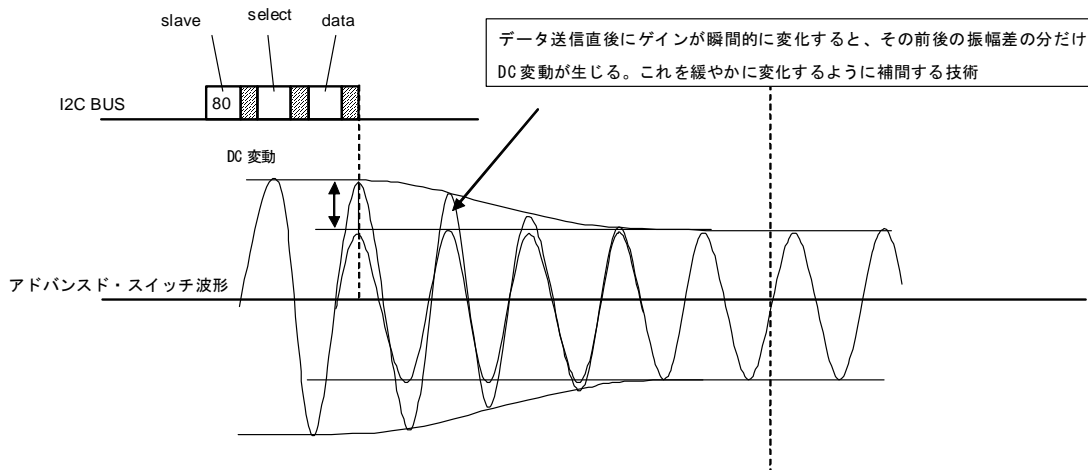 slave select data
データ送信直後にゲインが瞬間的に変化すると、その前後の振幅差の分だけ
DC 変動が生じる。これを緩やかに変化するように補間する技術
I2C BUS
80
DC 変動
アドバンスド・スイッチ波形